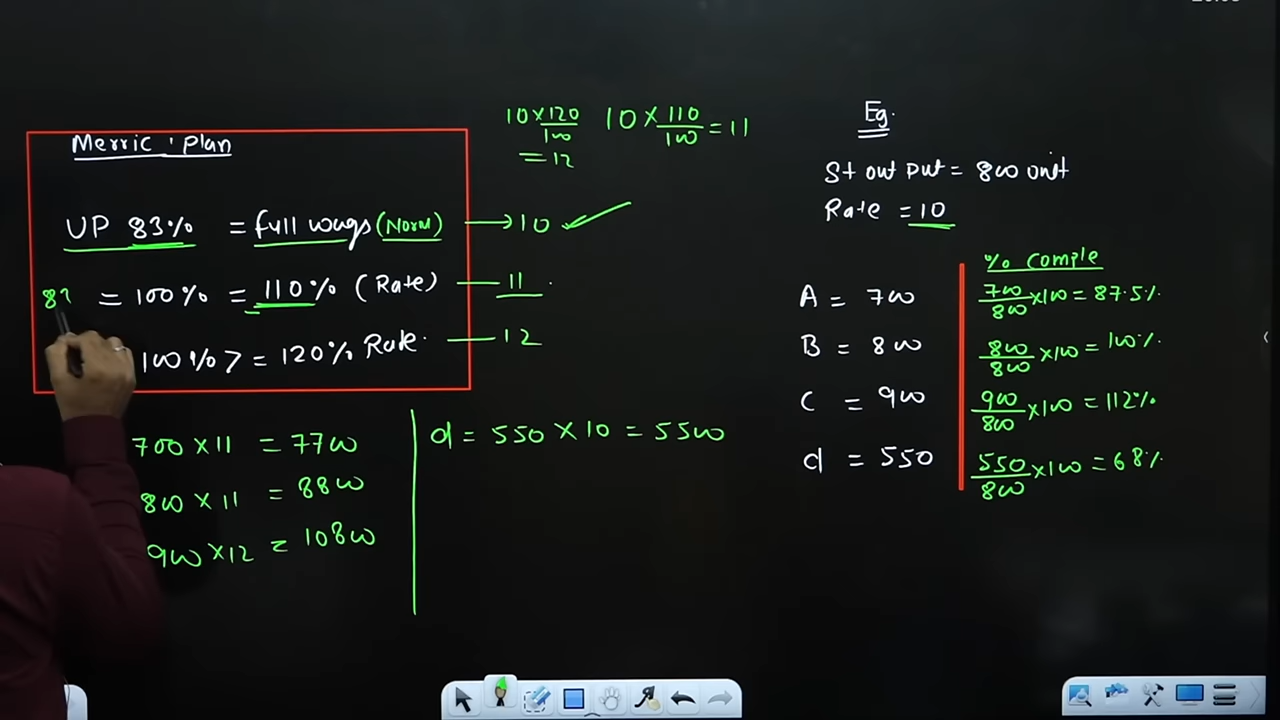 Merric Plan
UP 83% = full wags (Norm) → 10 ✓
= 100% = 110% (Rate) — 11
100%> = 120% Rate. — 12
10 × 120/100 = 12
10 × 110/100 = 11
700 × 11 = 7700
800 × 11 = 8800
900 × 12 = 10800
d = 550 × 10 = 5500
Eg.
St out put = 800 unit
Rate = 10
% comple
A = 700 700/800 × 100 = 87.5%
B = 800 800/800 × 100 = 100%
C = 900 900/800 × 100 = 112%
d = 550 550/800 × 100 = 68%